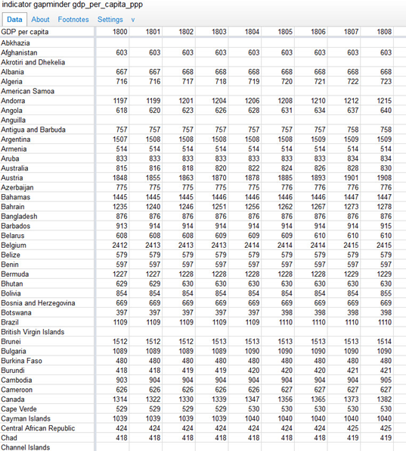 indicator gapminder gdp_per_capita_ppp
Data About Footnotes Settings v
GDP per capita 1800 1801 1802 1803 1804 1805 1806 1807 1808
Abkhazia
Afghanistan 603 603 603 603 603 603 603 603 603
Akrotiri and Dhekelia
Albania 667 667 668 668 668 668 668 668 668
Algeria 716 716 717 718 719 720 721 722 723
American Samoa
Andorra 1197 1199 1201 1204 1206 1208 1210 1212 1215
Angola 618 620 623 626 628 631 634 637 640
Anguilla
Antigua and Barbuda 757 757 757 757 757 757 757 758 758
Argentina 1507 1508 1508 1508 1508 1508 1509 1509 1509
Armenia 514 514 514 514 514 514 514 514 514
Aruba 833 833 833 833 833 833 833 834 834
Australia 815 816 818 820 822 824 826 828 830
Austria 1848 1855 1863 1870 1878 1885 1893 1901 1908
Azerbaijan 775 775 775 775 775 776 776 776 776
Bahamas 1445 1445 1445 1446 1446 1446 1446 1447 1447
Bahrain 1235 1240 1246 1251 1256 1262 1267 1273 1278
Bangladesh 876 876 876 876 876 876 876 876 876
Barbados 913 914 914 914 914 914 914 914 915
Belarus 608 608 608 609 609 609 610 610 610
Belgium 2412 2413 2413 2413 2414 2414 2414 2415 2415
Belize 579 579 579 579 579 579 579 579 579
Benin 597 597 597 597 597 597 597 597 597
Bermuda 1227 1227 1228 1228 1228 1228 1228 1229 1229
Bhutan 629 629 630 630 630 630 630 630 630
Bolivia 854 854 854 854 854 854 854 854 855
Bosnia and Herzegovina 669 669 669 669 669 669 669 669 669
Botswana 397 397 397 397 397 398 398 398 398
Brazil 1109 1109 1109 1109 1109 1110 1110 1110 1110
British Virgin Islands
Brunei 1512 1512 1512 1513 1513 1513 1513 1513 1514
Bulgaria 1089 1089 1089 1089 1090 1090 1090 1090 1090
Burkina Faso 480 480 480 480 480 480 480 480 480
Burundi 418 418 419 419 420 420 420 421 421
Cambodia 903 904 904 904 904 904 904 904 905
Cameroon 626 626 626 626 626 627 627 627 627
Canada 1314 1322 1330 1339 1347 1356 1365 1373 1382
Cape Verde 529 529 529 529 530 530 530 530 530
Cayman Islands 1039 1039 1039 1039 1040 1040 1040 1040 1040
Central African Republic 424 424 424 424 424 424 424 425 425
Chad 418 418 418 418 418 418 418 419 419
Channel Islands